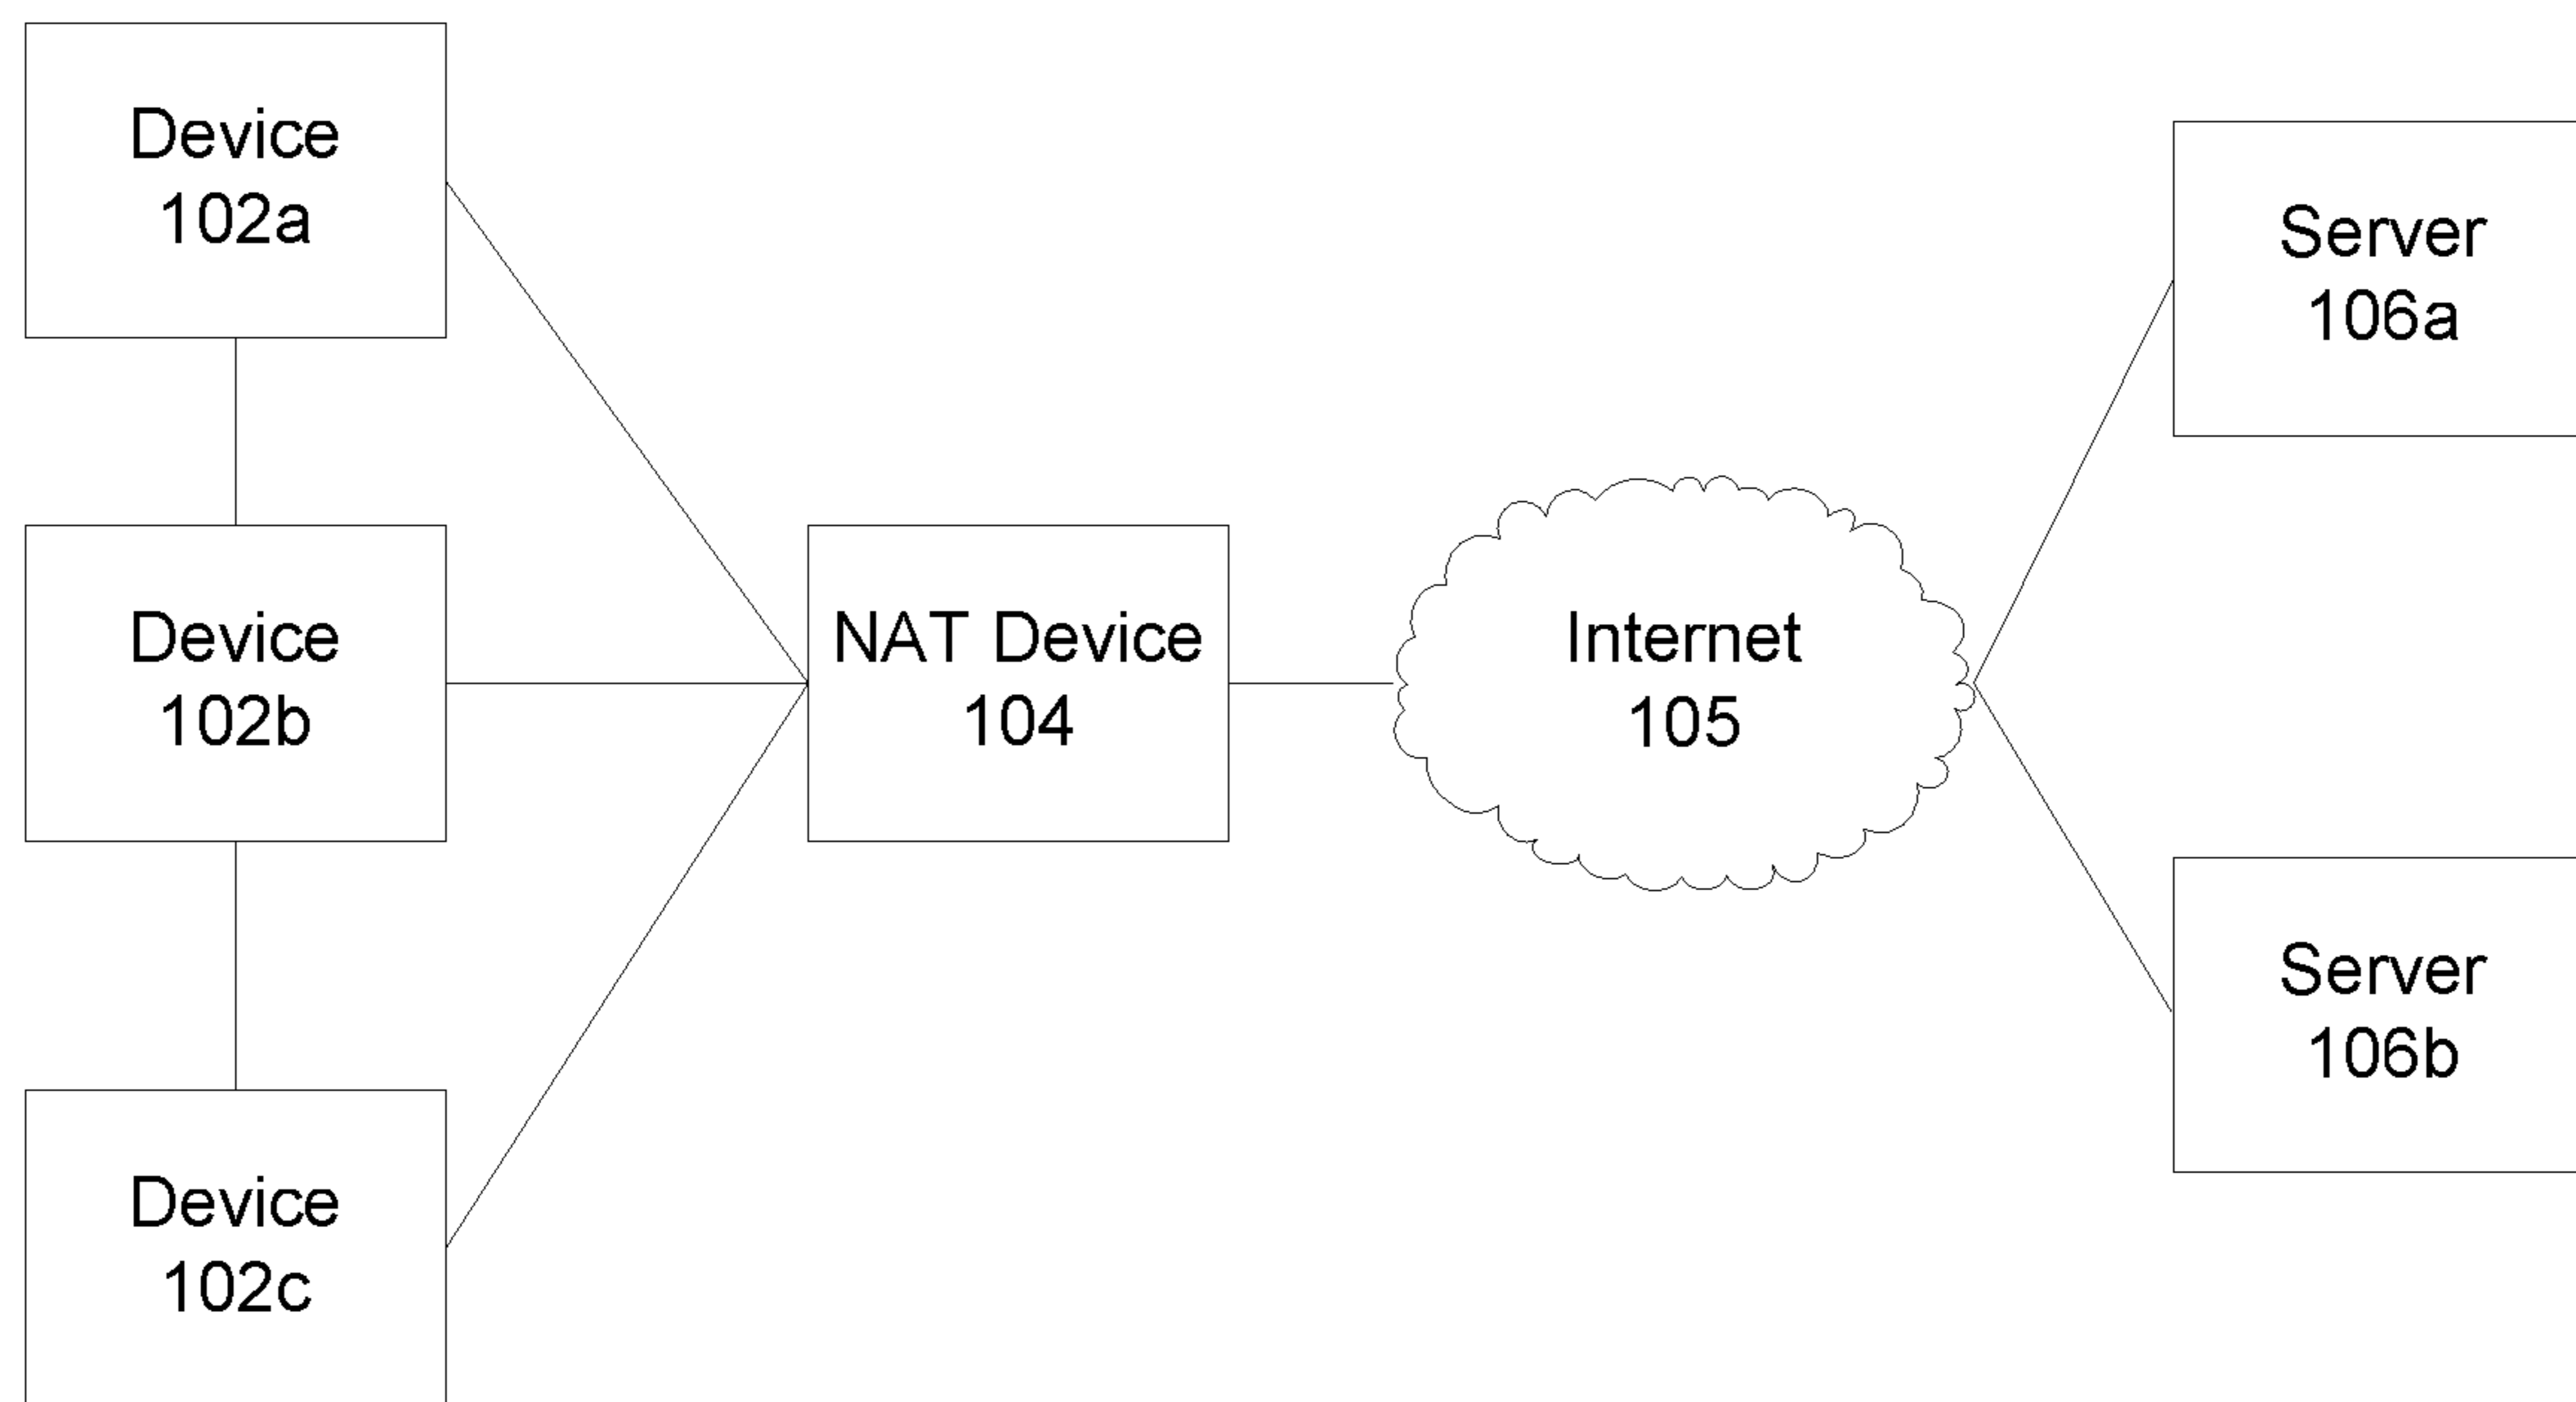 Device
102a
Server
106a
Device
102b
NAT Device
104
Internet
105
Server
106b
Device
102c